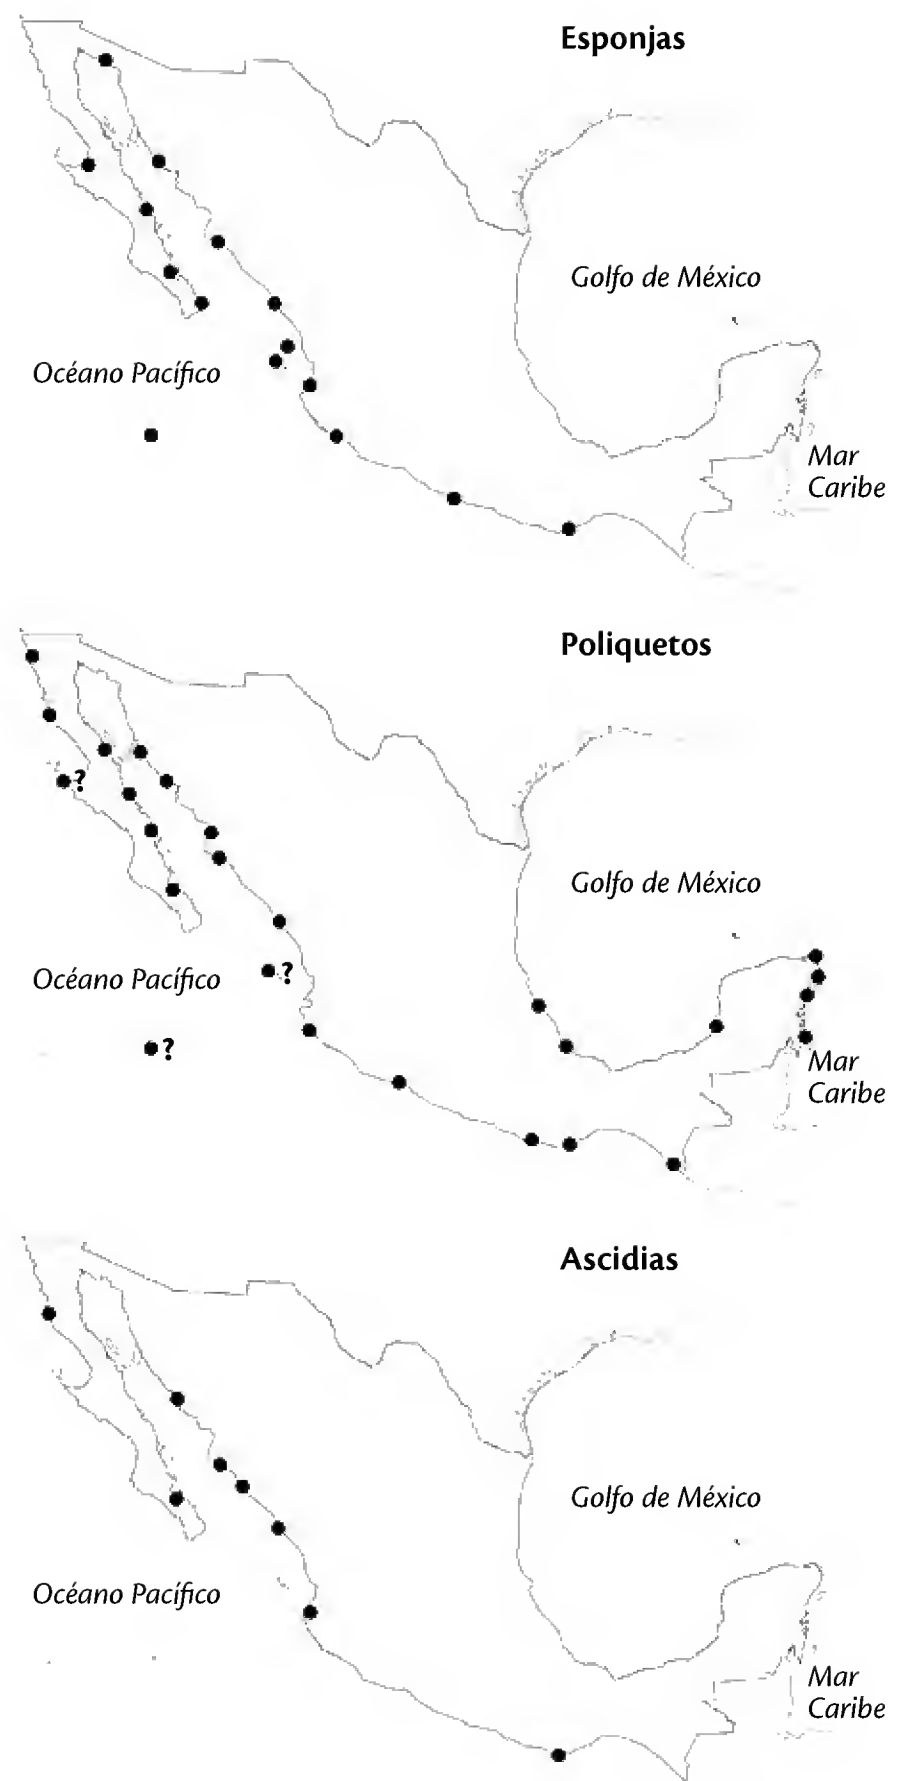 Esponjas
Golfo de México
Océano Pacífico
Mar
Caribe
Poliquetos
?
Golfo de México
Océano Pacífico
?
?
Mar
Caribe
Ascidias
Golfo de México
Océano Pacífico
Mar
Caribe